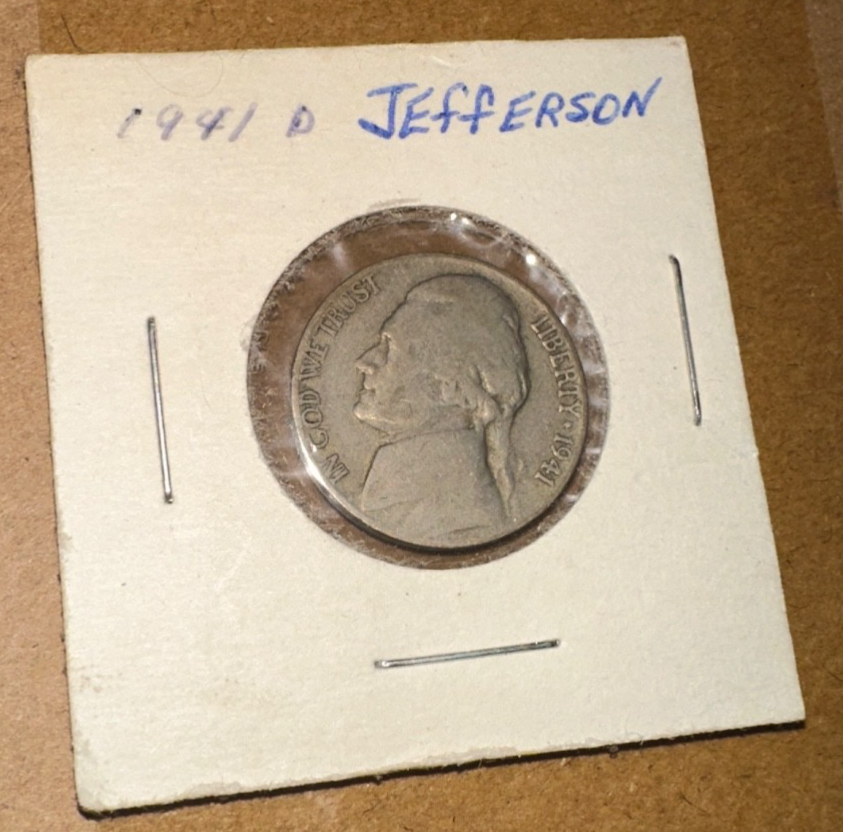 1941 D JEffERSON
IN GOD WE TRUST
LIBERTY · 1941